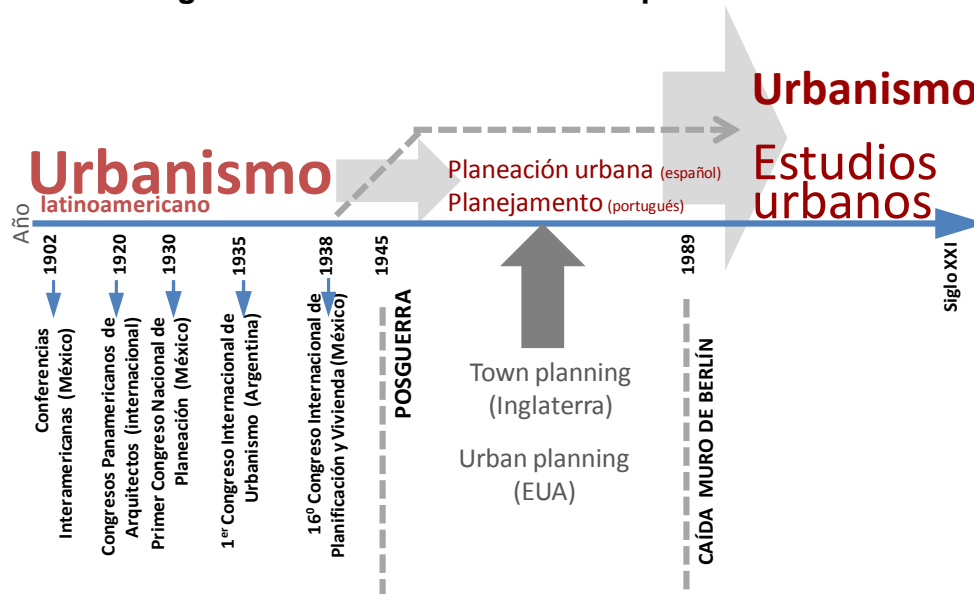 Urbanismo
Estudios
urbanos
Urbanismo
latinoamericano
Planeación urbana (español)
Planejamento (portugués)
Año
1902
1920
1930
1935
1938
1945
1989
Siglo XXI
Conferencias
Interamericanas (México)
Congresos Panamericanos de
Arquitectos (internacional)
Primer Congreso Nacional de
Planeación (México)
1er Congreso Internacional de
Urbanismo (Argentina)
16º Congreso Internacional de
Planificación y Vivienda (México)
POSGUERRA
Town planning
(Inglaterra)
Urban planning
(EUA)
CAÍDA MURO DE BERLÍN